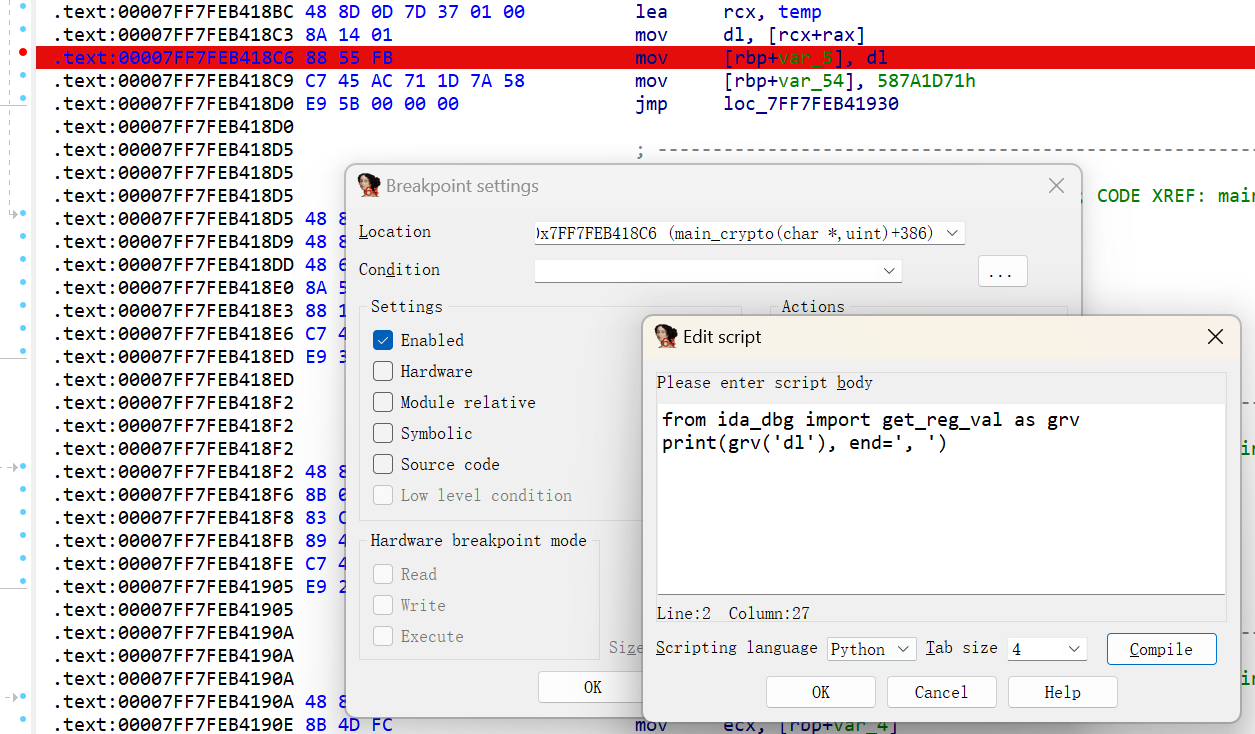 .text:00007FF7FEB418BC 48 8D 0D 7D 37 01 00 lea rcx, temp
.text:00007FF7FEB418C3 8A 14 01 mov dl, [rcx+rax]
.text:00007FF7FEB418C6 88 55 FB mov [rbp+var_5], dl
.text:00007FF7FEB418C9 C7 45 AC 71 1D 7A 58 mov [rbp+var_54], 587A1D71h
.text:00007FF7FEB418D0 E9 5B 00 00 00 jmp loc_7FF7FEB41930
.text:00007FF7FEB418D0
.text:00007FF7FEB418D5 ; ---------------------------------------------------------
.text:00007FF7FEB418D5
.text:00007FF7FEB418D5 ; CODE XREF: main
.text:00007FF7FEB418D5 48 8
.text:00007FF7FEB418D9 48 8
.text:00007FF7FEB418DD 48 6
.text:00007FF7FEB418E0 8A 5
.text:00007FF7FEB418E3 88 1
.text:00007FF7FEB418E6 C7 4
.text:00007FF7FEB418ED E9 3
.text:00007FF7FEB418ED
.text:00007FF7FEB418F2
.text:00007FF7FEB418F2
.text:00007FF7FEB418F2
.text:00007FF7FEB418F2 48 8
.text:00007FF7FEB418F6 8B 0
.text:00007FF7FEB418F8 83 C
.text:00007FF7FEB418FB 89 4
.text:00007FF7FEB418FE C7 4
.text:00007FF7FEB41905 E9 2
.text:00007FF7FEB41905
.text:00007FF7FEB4190A
.text:00007FF7FEB4190A
.text:00007FF7FEB4190A
.text:00007FF7FEB4190A 48 8
.text:00007FF7FEB4190E 8B 4D FC mov ecx, [rbp+var_4]
Breakpoint settings
Location
0x7FF7FEB418C6 (main_crypto(char *,uint)+386)
Condition
...
Settings
Actions
Enabled
Hardware
Module relative
Symbolic
Source code
Low level condition
Hardware breakpoint mode
Read
Write
Execute
Size
OK
Edit script
Please enter script body
from ida_dbg import get_reg_val as grv
print(grv('dl'), end=', ')
Line:2 Column:27
Scripting language Python Tab size 4 Compile
OK Cancel Help